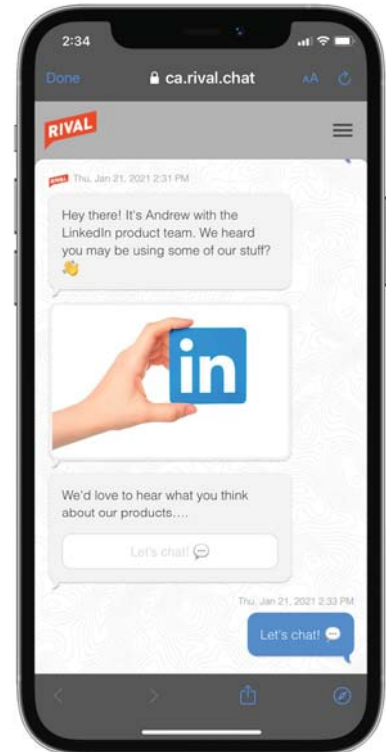 2:34
Done
ca.rival.chat
AA
RIVAL
RIVAL
Thu, Jan 21, 2021 2:31 PM
Hey there! It's Andrew with the
LinkedIn product team. We heard
you may be using some of our stuff?
👋
in
We'd love to hear what you think
about our products....
Let's chat! 💬
Thu, Jan 21, 2021 2:33 PM
Let's chat! 💬